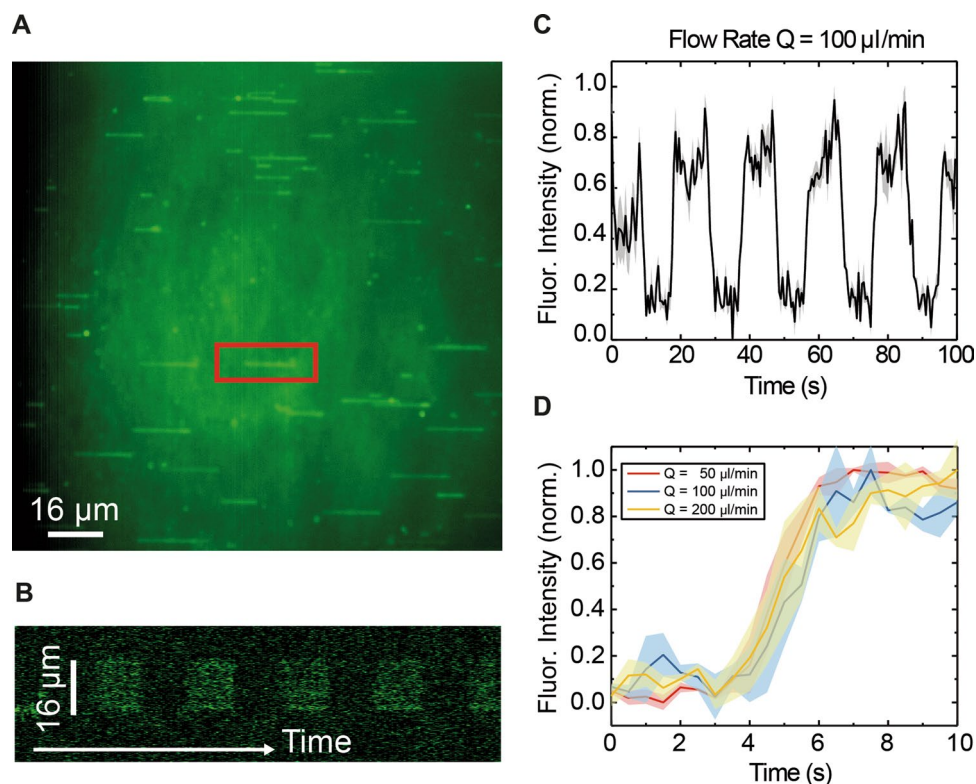 A
16 µm
B
16 µm
Time
C
Flow Rate Q = 100 µl/min
Fluor. Intensity (norm.)
1.0
0.8
0.6
0.4
0.2
0.0
0 20 40 60 80 100
Time (s)
D
Fluor. Intensity (norm.)
1.0
0.8
0.6
0.4
0.2
0.0
Q = 50 µl/min
Q = 100 µl/min
Q = 200 µl/min
0 2 4 6 8 10
Time (s)